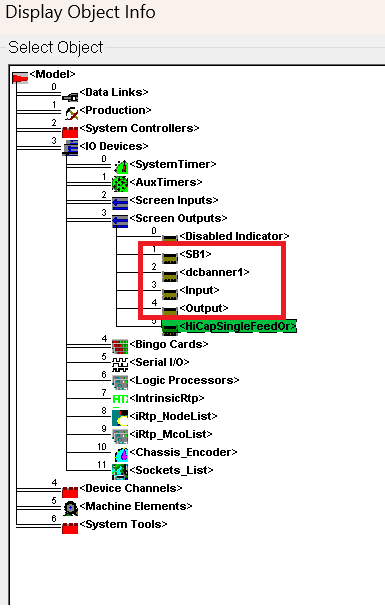 Display Object Info
Select Object
<Model>
0 <Data Links>
1 <Production>
2 <System Controllers>
3 <IO Devices>
0 <SystemTimer>
1 <AuxTimers>
2 <Screen Inputs>
3 <Screen Outputs>
0 <Disabled Indicator>
1 <SB1>
2 <dcbanner1>
3 <Input>
4 <Output>
5 <HiCapSingleFeedOr>
4 <Bingo Cards>
5 <Serial I/O>
6 <Logic Processors>
7 <IntrinsicRtp>
8 <iRtp_NodeList>
9 <iRtp_McoList>
10 <Chassis_Encoder>
11 <Sockets_List>
4 <Device Channels>
5 <Machine Elements>
6 <System Tools>